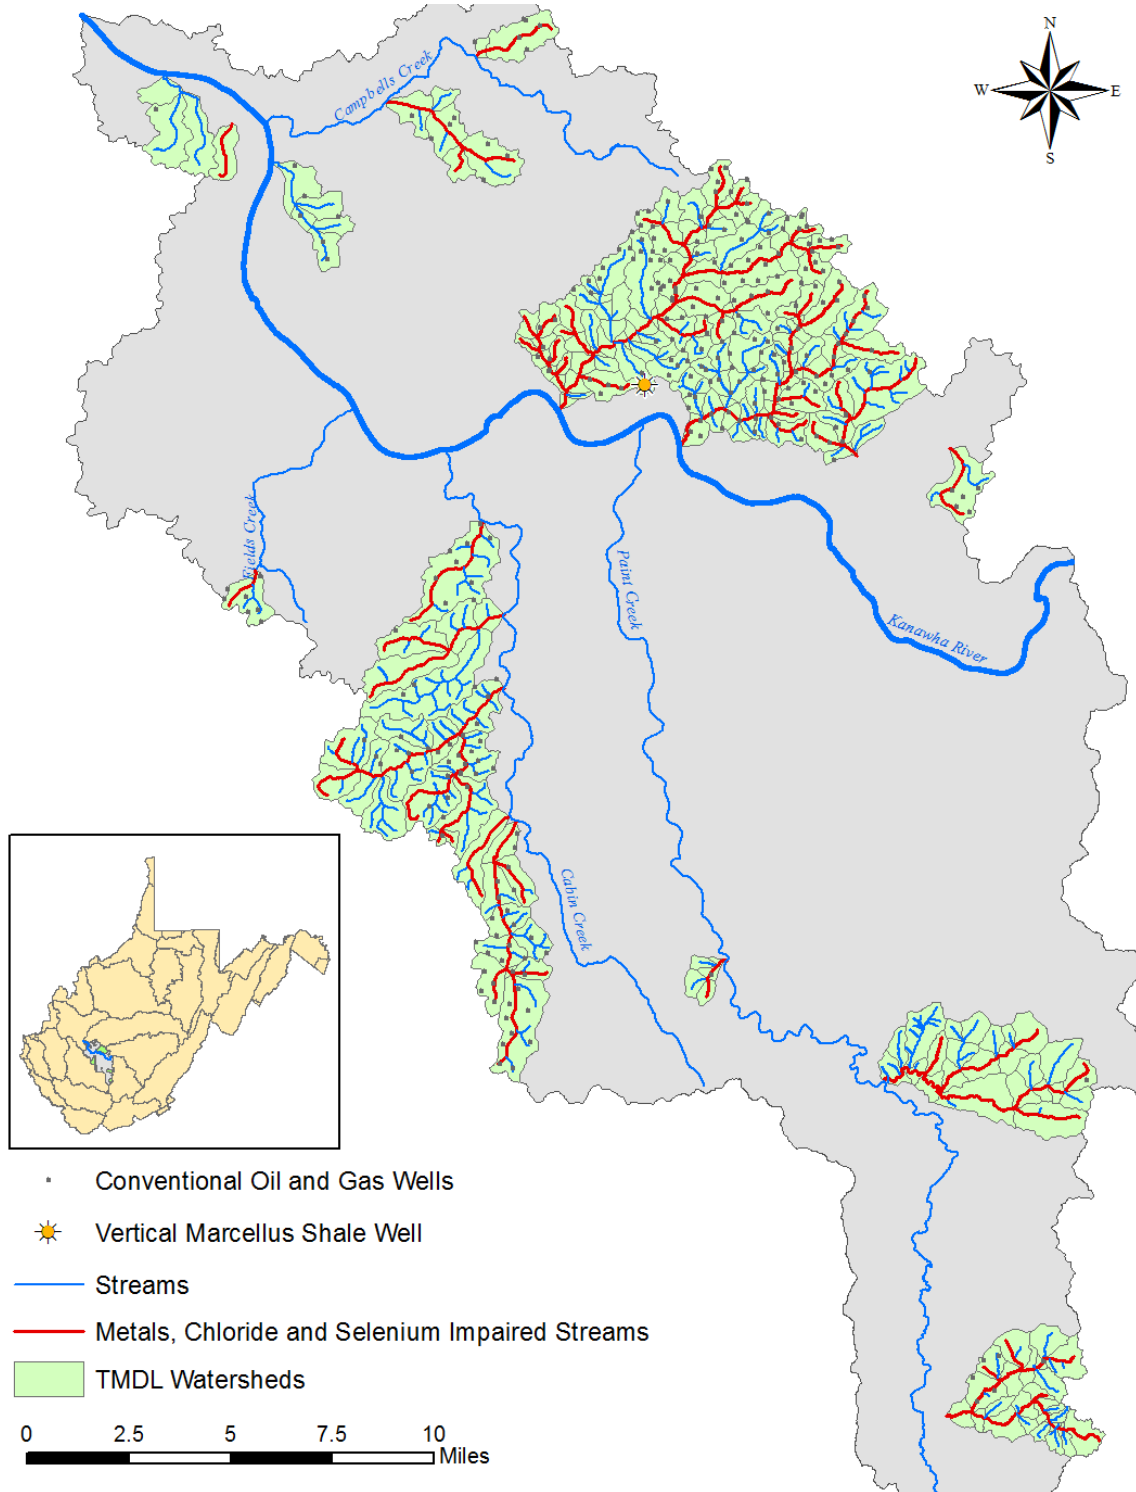 N
W
E
S
Campbells Creek
Fields Creek
Paint Creek
Kanawha River
Cabin Creek
Conventional Oil and Gas Wells
Vertical Marcellus Shale Well
Streams
Metals, Chloride and Selenium Impaired Streams
TMDL Watersheds
0 2.5 5 7.5 10
Miles